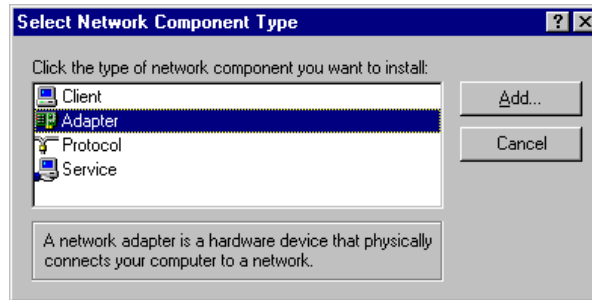 Select Network Component Type
Click the type of network component you want to install:
Client
Adapter
Protocol
Service
Add...
Cancel
A network adapter is a hardware device that physically
connects your computer to a network.